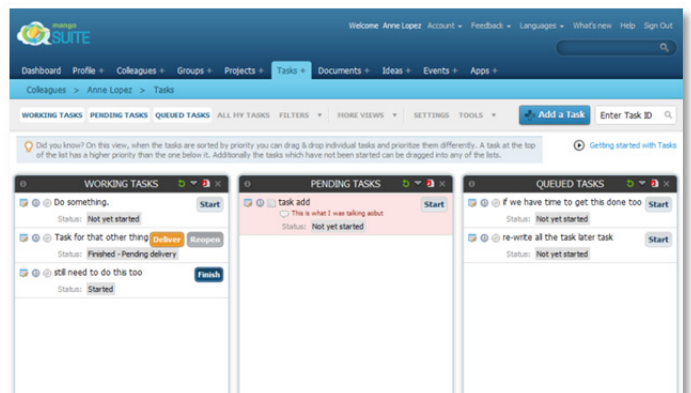 mango
SUITE
Welcome Anne Lopez Account Feedback Languages What's new Help Sign Out
Dashboard Profile + Colleagues + Groups + Projects + Tasks + Documents + Ideas + Events + Apps +
Colleagues > Anne Lopez > Tasks
WORKING TASKS PENDING TASKS QUEUED TASKS ALL MY TASKS FILTERS MORE VIEWS SETTINGS TOOLS Add a Task Enter Task ID
Did you know? On this view, when the tasks are sorted by priority you can drag & drop individual tasks and prioritize them differently. A task at the top
of the list has a higher priority than the one below it. Additionally the tasks which have not been started can be dragged into any of the lists.
Getting started with Tasks
WORKING TASKS
Do something. Start
Status: Not yet started
Task for that other thing Deliver Reopen
Status: Finished - Pending delivery
still need to do this too Finish
Status: Started
PENDING TASKS
task add Start
This is what I was talking aobut
Status: Not yet started
QUEUED TASKS
if we have time to get this done too Start
Status: Not yet started
re-write all the task later task Start
Status: Not yet started